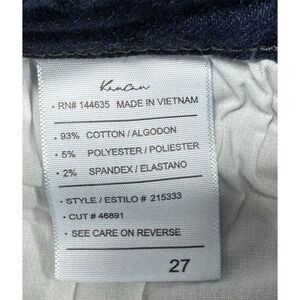 KanCan
• RN# 144635 MADE IN VIETNAM
• 93% COTTON/ALGODON
• 5% POLYESTER/POLIESTER
• 2% SPANDEX/ELASTANO
• STYLE/ESTILO # 215333
• CUT # 46891
• SEE CARE ON REVERSE
27